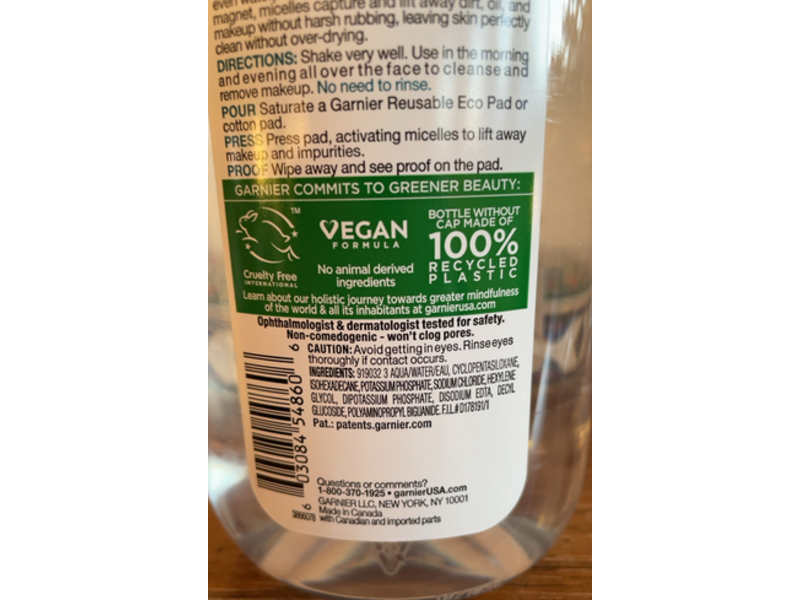 magnet, micelles capture and lift away dirt, oil, and
makeup without harsh rubbing, leaving skin perfectly
clean without over-drying.
DIRECTIONS: Shake very well. Use in the morning
and evening all over the face to cleanse and
remove makeup. No need to rinse.
POUR Saturate a Garnier Reusable Eco Pad or
cotton pad.
PRESS Press pad, activating micelles to lift away
makeup and impurities.
PROOF Wipe away and see proof on the pad.
GARNIER COMMITS TO GREENER BEAUTY:
TM
Cruelty Free
INTERNATIONAL
VEGAN
FORMULA
No animal derived
ingredients
BOTTLE WITHOUT
CAP MADE OF
100%
RECYCLED
PLASTIC
Learn about our holistic journey towards greater mindfulness
of the world & all its inhabitants at garnierusa.com
Ophthalmologist & dermatologist tested for safety.
Non-comedogenic - won't clog pores.
CAUTION: Avoid getting in eyes. Rinse eyes
thoroughly if contact occurs.
INGREDIENTS: 919032 3 AQUA/WATER/EAU, CYCLOPENTASILOXANE,
ISOHEXADECANE, POTASSIUM PHOSPHATE, SODIUM CHLORIDE, HEXYLENE
GLYCOL, DIPOTASSIUM PHOSPHATE, DISODIUM EDTA, DECYL
GLUCOSIDE, POLYAMINOPROPYL BIGUANIDE. F.I.L.# D178191/1
Pat.: patents.garnier.com
6 03084 54860 6
Questions or comments?
1-800-370-1925 • garnierUSA.com
GARNIER LLC, NEW YORK, NY 10001
Made in Canada
with Canadian and imported parts